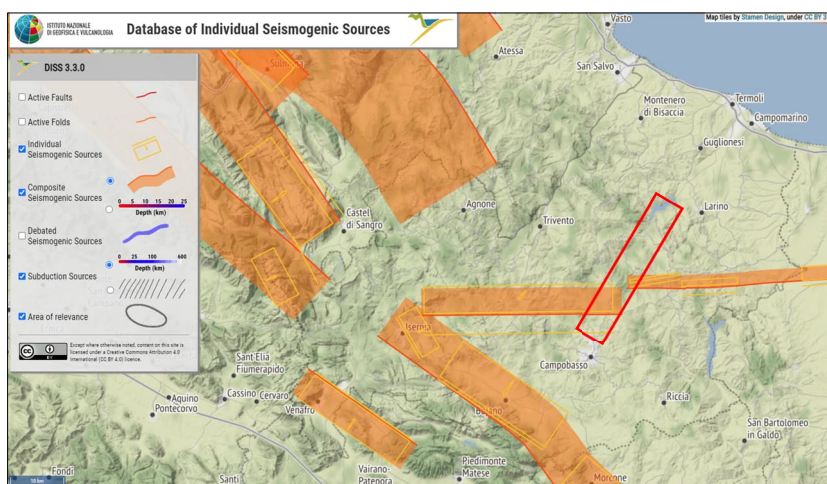 ISTITUTO NAZIONALE
DI GEOFISICA E VULCANOLOGIA
Database of Individual Seismogenic Sources
Map tiles by Stamen Design, under CC BY 3
DISS 3.3.0
Active Faults
Active Folds
Individual
Seismogenic Sources
Composite
Seismogenic Sources
0 5 10 15 20 25
Depth (km)
Debated
Seismogenic Sources
0 25 100 600
Depth (km)
Subduction Sources
Area of relevance
CC BY
Except where otherwise noted, content on this site is
licensed under a Creative Commons Attribution 4.0
International (CC BY 4.0) licence.
10 km
Vasto
Atessa
San Salvo
Montenero
di Bisaccia
Termoli
Campomarino
Guglionesi
Agnone
Larino
Castel
di Sangro
Trivento
Isernia
Campobasso
Sant'Elia
Fiumerapido
Aquino
Cassino
Cervaro
Pontecorvo
Venafro
Riccia
San Bartolomeo
in Galdo
Vairano-
Patenora
Piedimonte
Matese
Morcone
Fondi
Santi